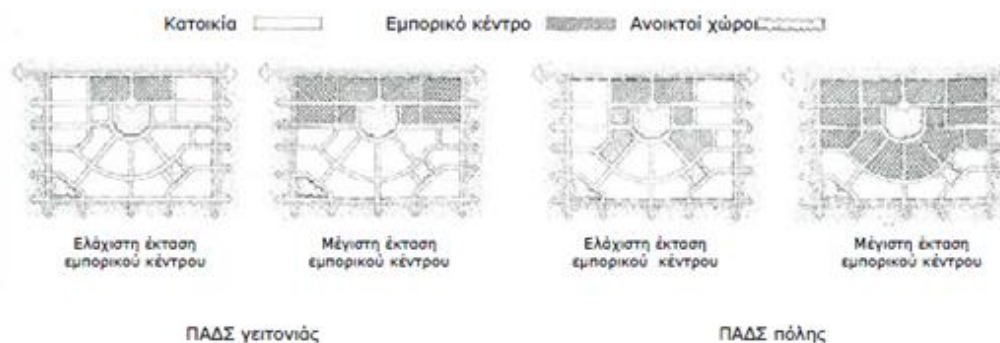 Κατοικία Εμπορικό κέντρο Ανοικτοί χώροι
Ελάχιστη έκταση
εμπορικού κέντρου
Μέγιστη έκταση
εμπορικού κέντρου
Ελάχιστη έκταση
εμπορικού κέντρου
Μέγιστη έκταση
εμπορικού κέντρου
ΠΑΔΣ γειτονιάς
ΠΑΔΣ πόλης